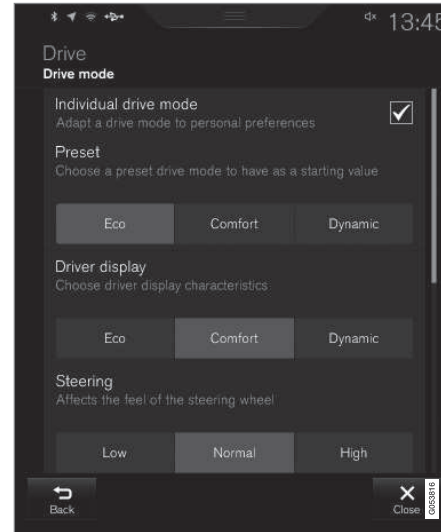 13:45
Drive
Drive mode
Individual drive mode
Adapt a drive mode to personal preferences
Preset
Choose a preset drive mode to have as a starting value
Eco Comfort Dynamic
Driver display
Choose driver display characteristics
Eco Comfort Dynamic
Steering
Affects the feel of the steering wheel
Low Normal High
Back Close
G053816